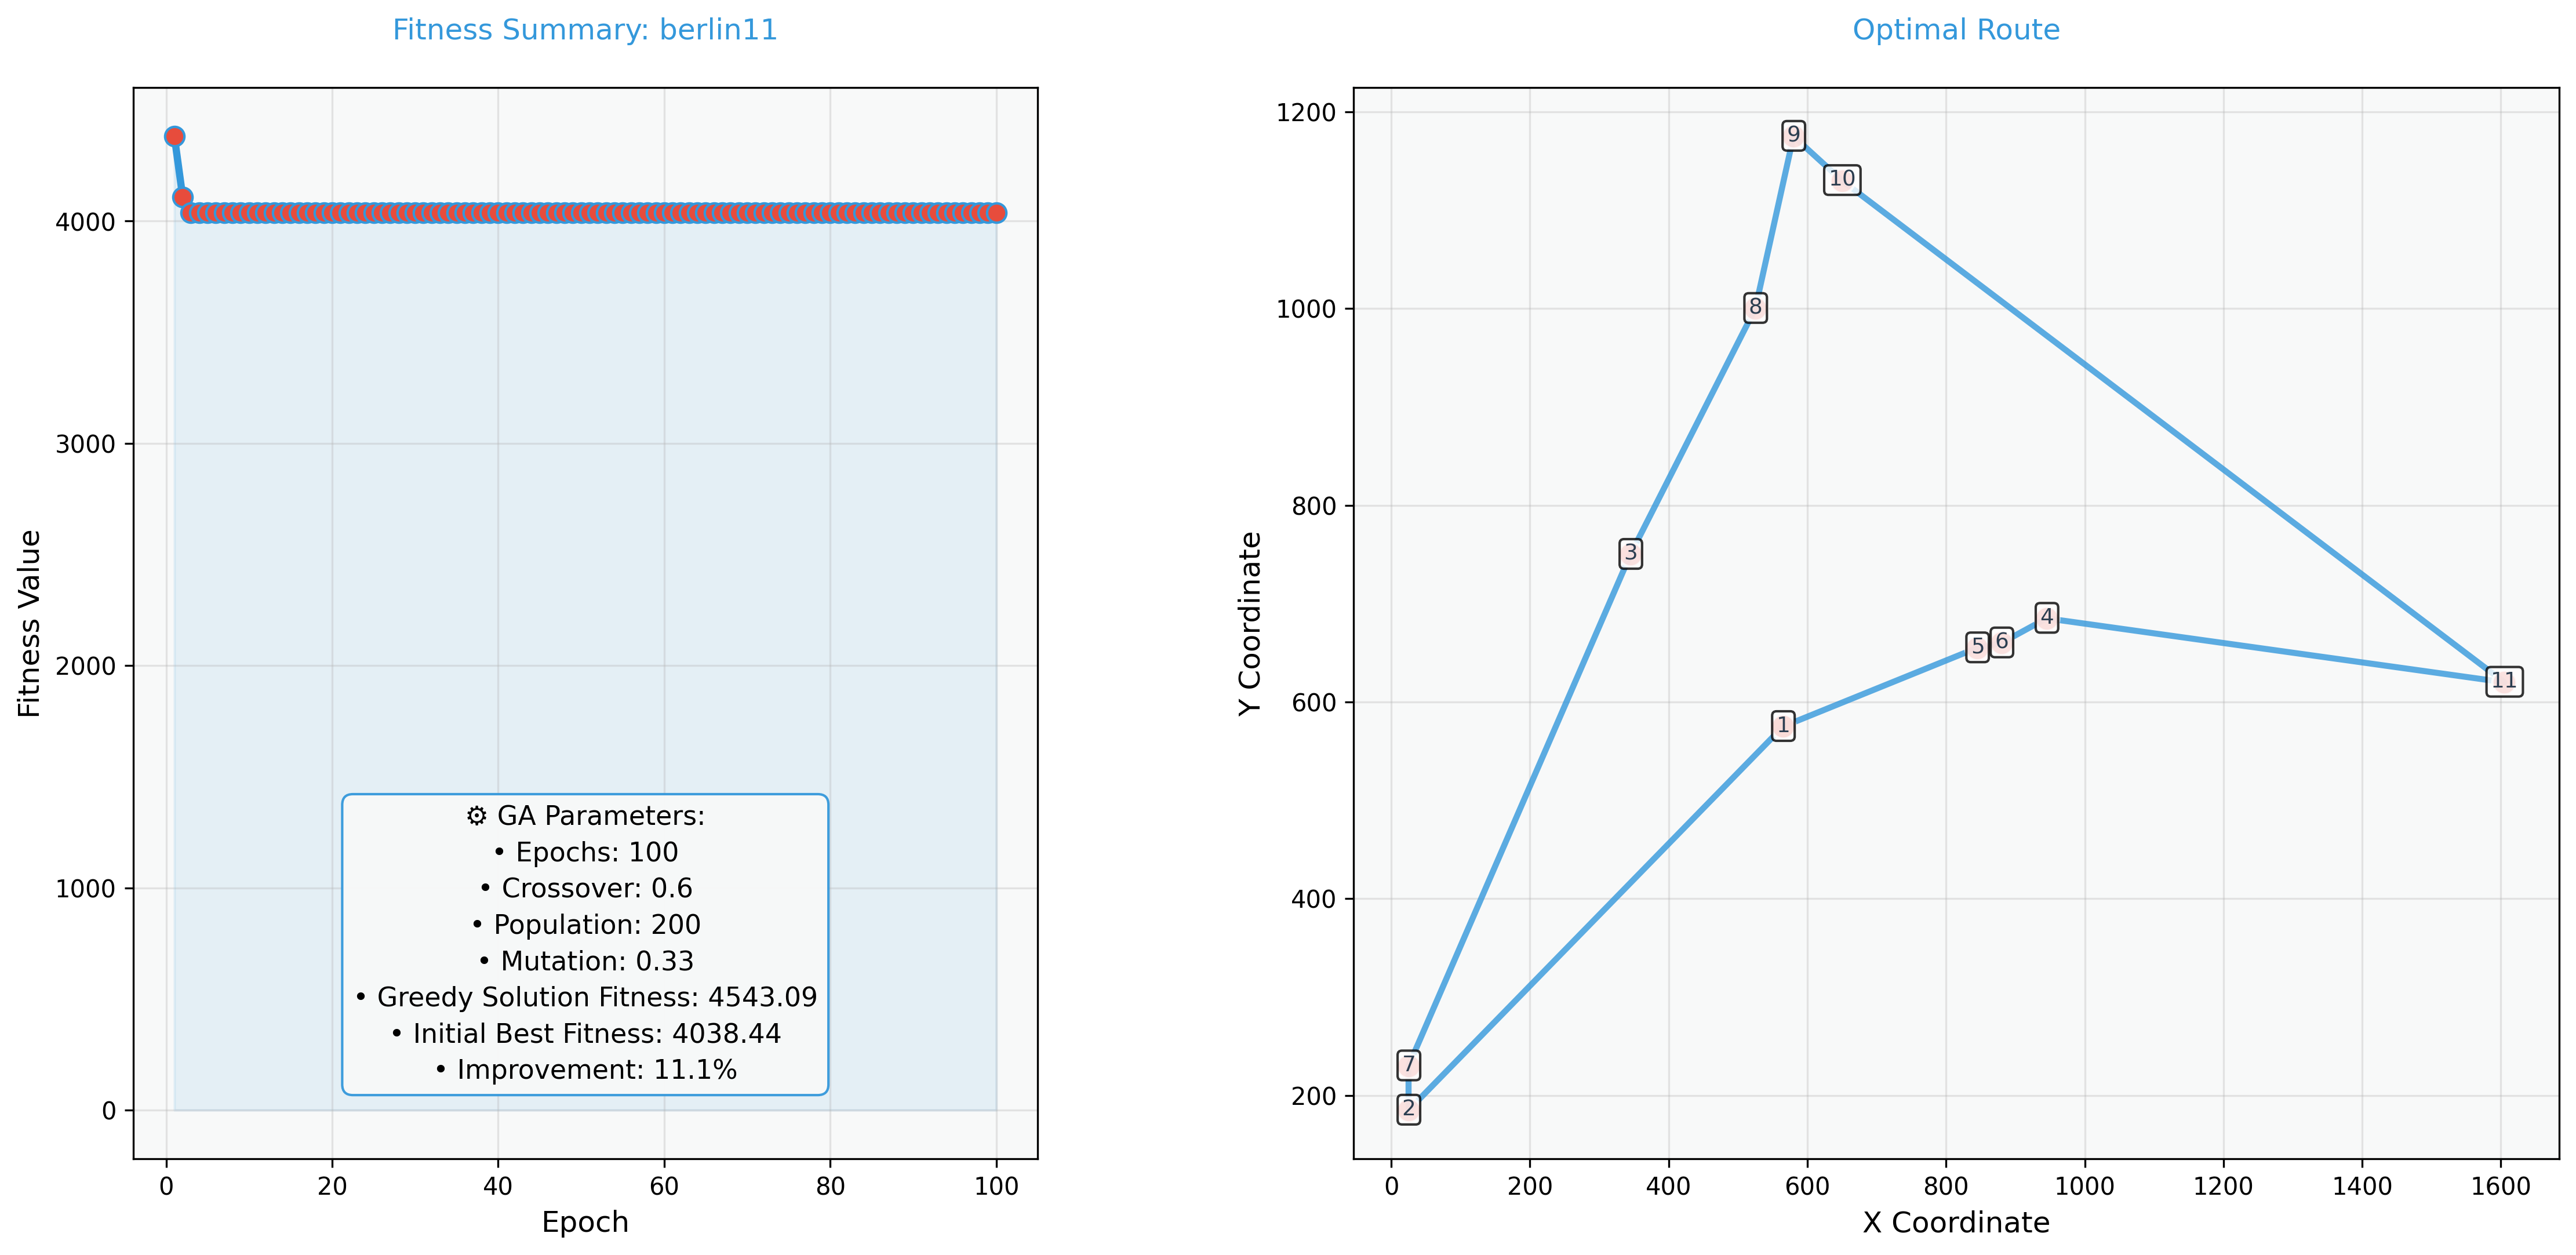 Fitness Summary: berlin11
Fitness Value
4000
3000
2000
1000
0
⚙ GA Parameters:
• Epochs: 100
• Crossover: 0.6
• Population: 200
• Mutation: 0.33
• Greedy Solution Fitness: 4543.09
• Initial Best Fitness: 4038.44
• Improvement: 11.1%
0 20 40 60 80 100
Epoch
Optimal Route
Y Coordinate
1200
1000
800
600
400
200
9
10
8
3
4
6
5
11
1
7
2
0 200 400 600 800 1000 1200 1400 1600
X Coordinate